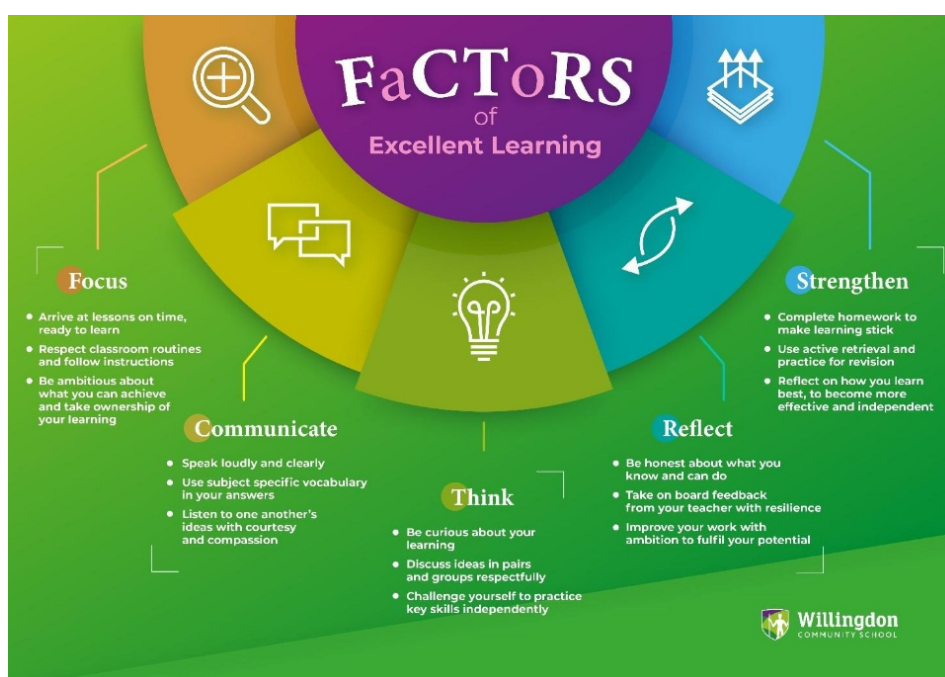 FaCToRS
of
Excellent Learning
Focus
• Arrive at lessons on time,
ready to learn
• Respect classroom routines
and follow instructions
• Be ambitious about
what you can achieve
and take ownership of
your learning
Communicate
• Speak loudly and clearly
• Use subject specific vocabulary
in your answers
• Listen to one another's
ideas with courtesy
and compassion
Think
• Be curious about your
learning
• Discuss ideas in pairs
and groups respectfully
• Challenge yourself to practice
key skills independently
Reflect
• Be honest about what you
know and can do
• Take on board feedback
from your teacher with resilience
• Improve your work with
ambition to fulfil your potential
Strengthen
• Complete homework to
make learning stick
• Use active retrieval and
practice for revision
• Reflect on how you learn
best, to become more
effective and independent
Willingdon
COMMUNITY SCHOOL